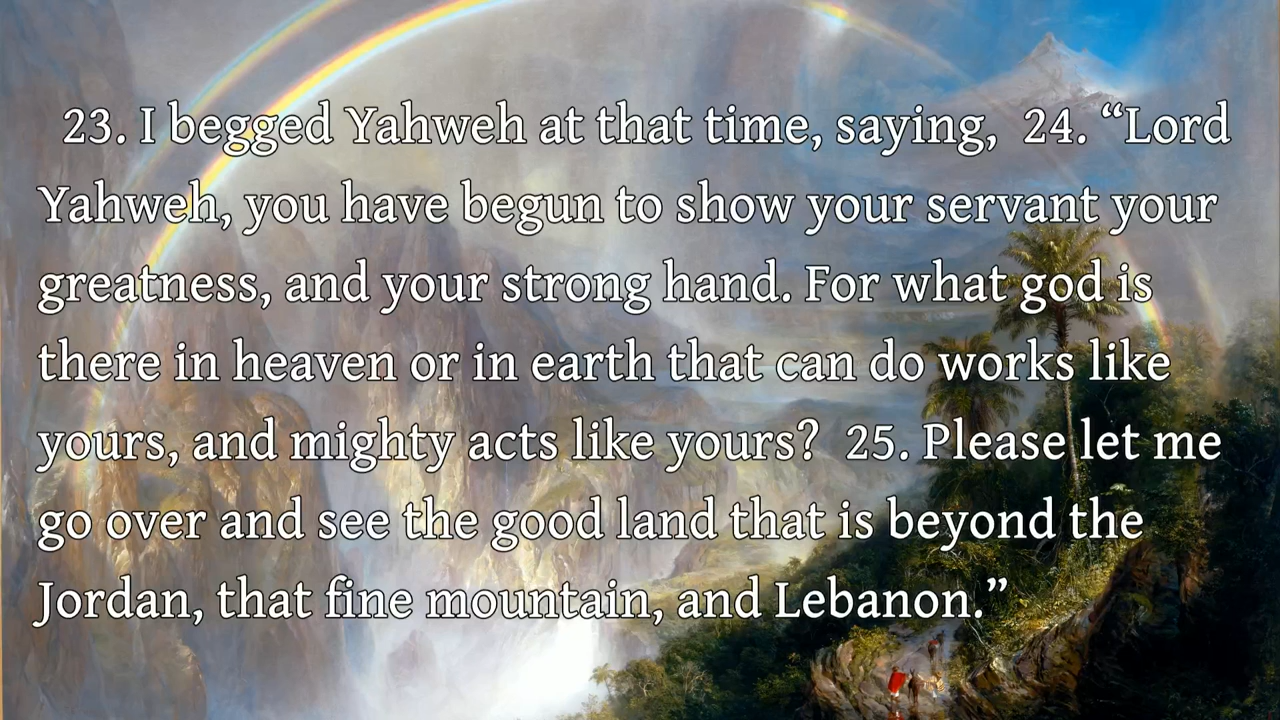 23. I begged Yahweh at that time, saying,  24. “Lord
Yahweh, you have begun to show your servant your
greatness, and your strong hand. For what god is
there in heaven or in earth that can do works like
yours, and mighty acts like yours?  25. Please let me
go over and see the good land that is beyond the
Jordan, that fine mountain, and Lebanon.”